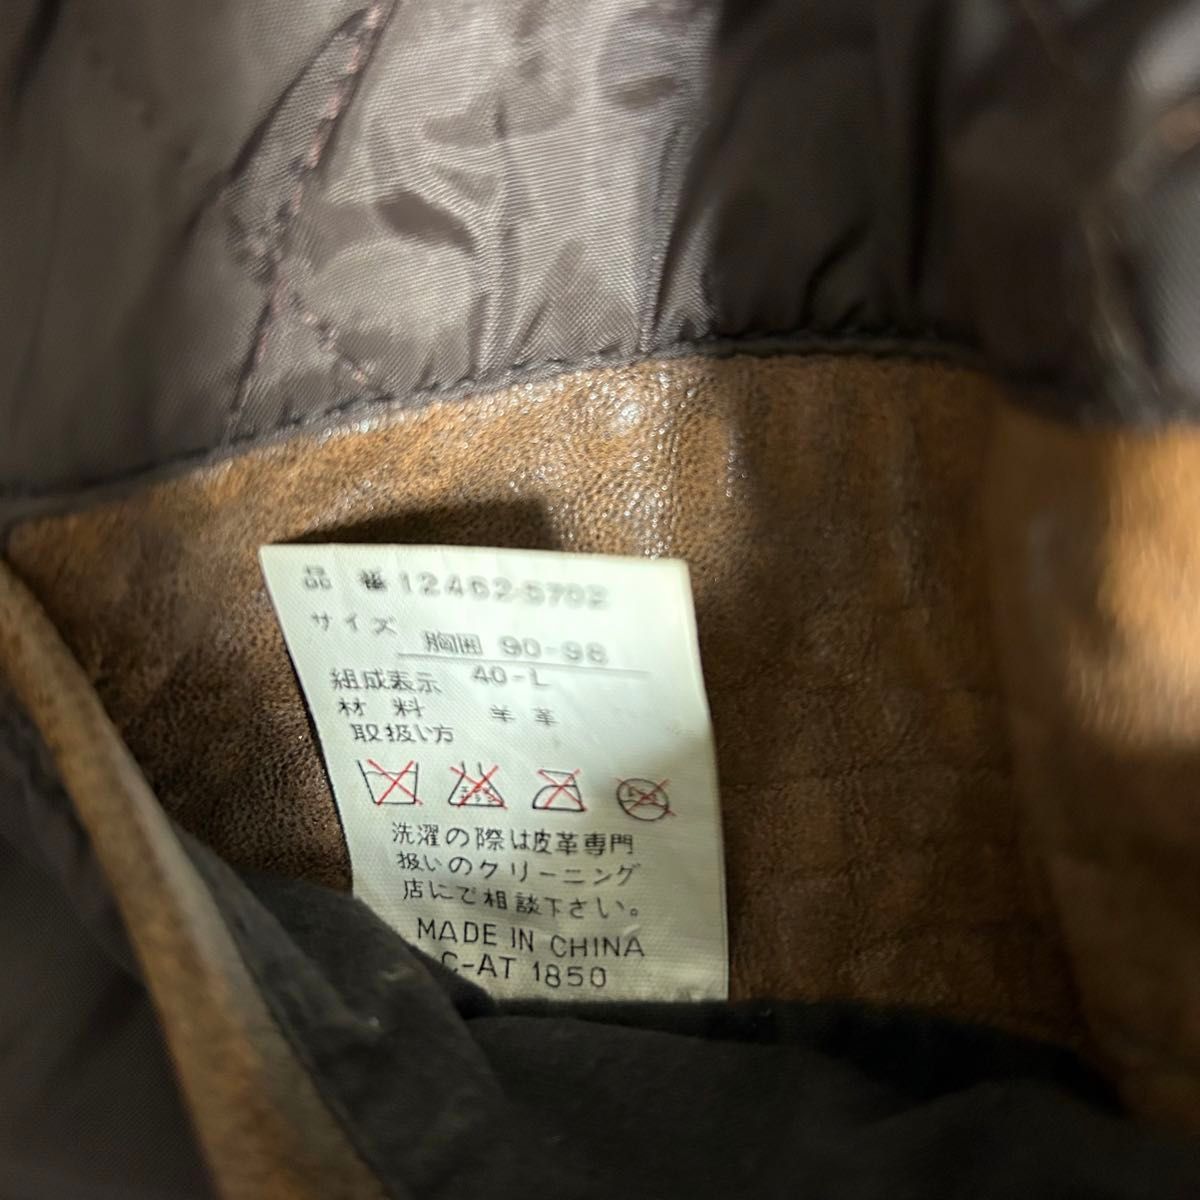 品 番 12462-5702
サイズ
胸囲 90-98
40-L
組成表示
材 料 羊 革
取扱い方
洗濯の際は皮革専門
扱いのクリーニング
店にご相談下さい。
MADE IN CHINA
C-AT 1850